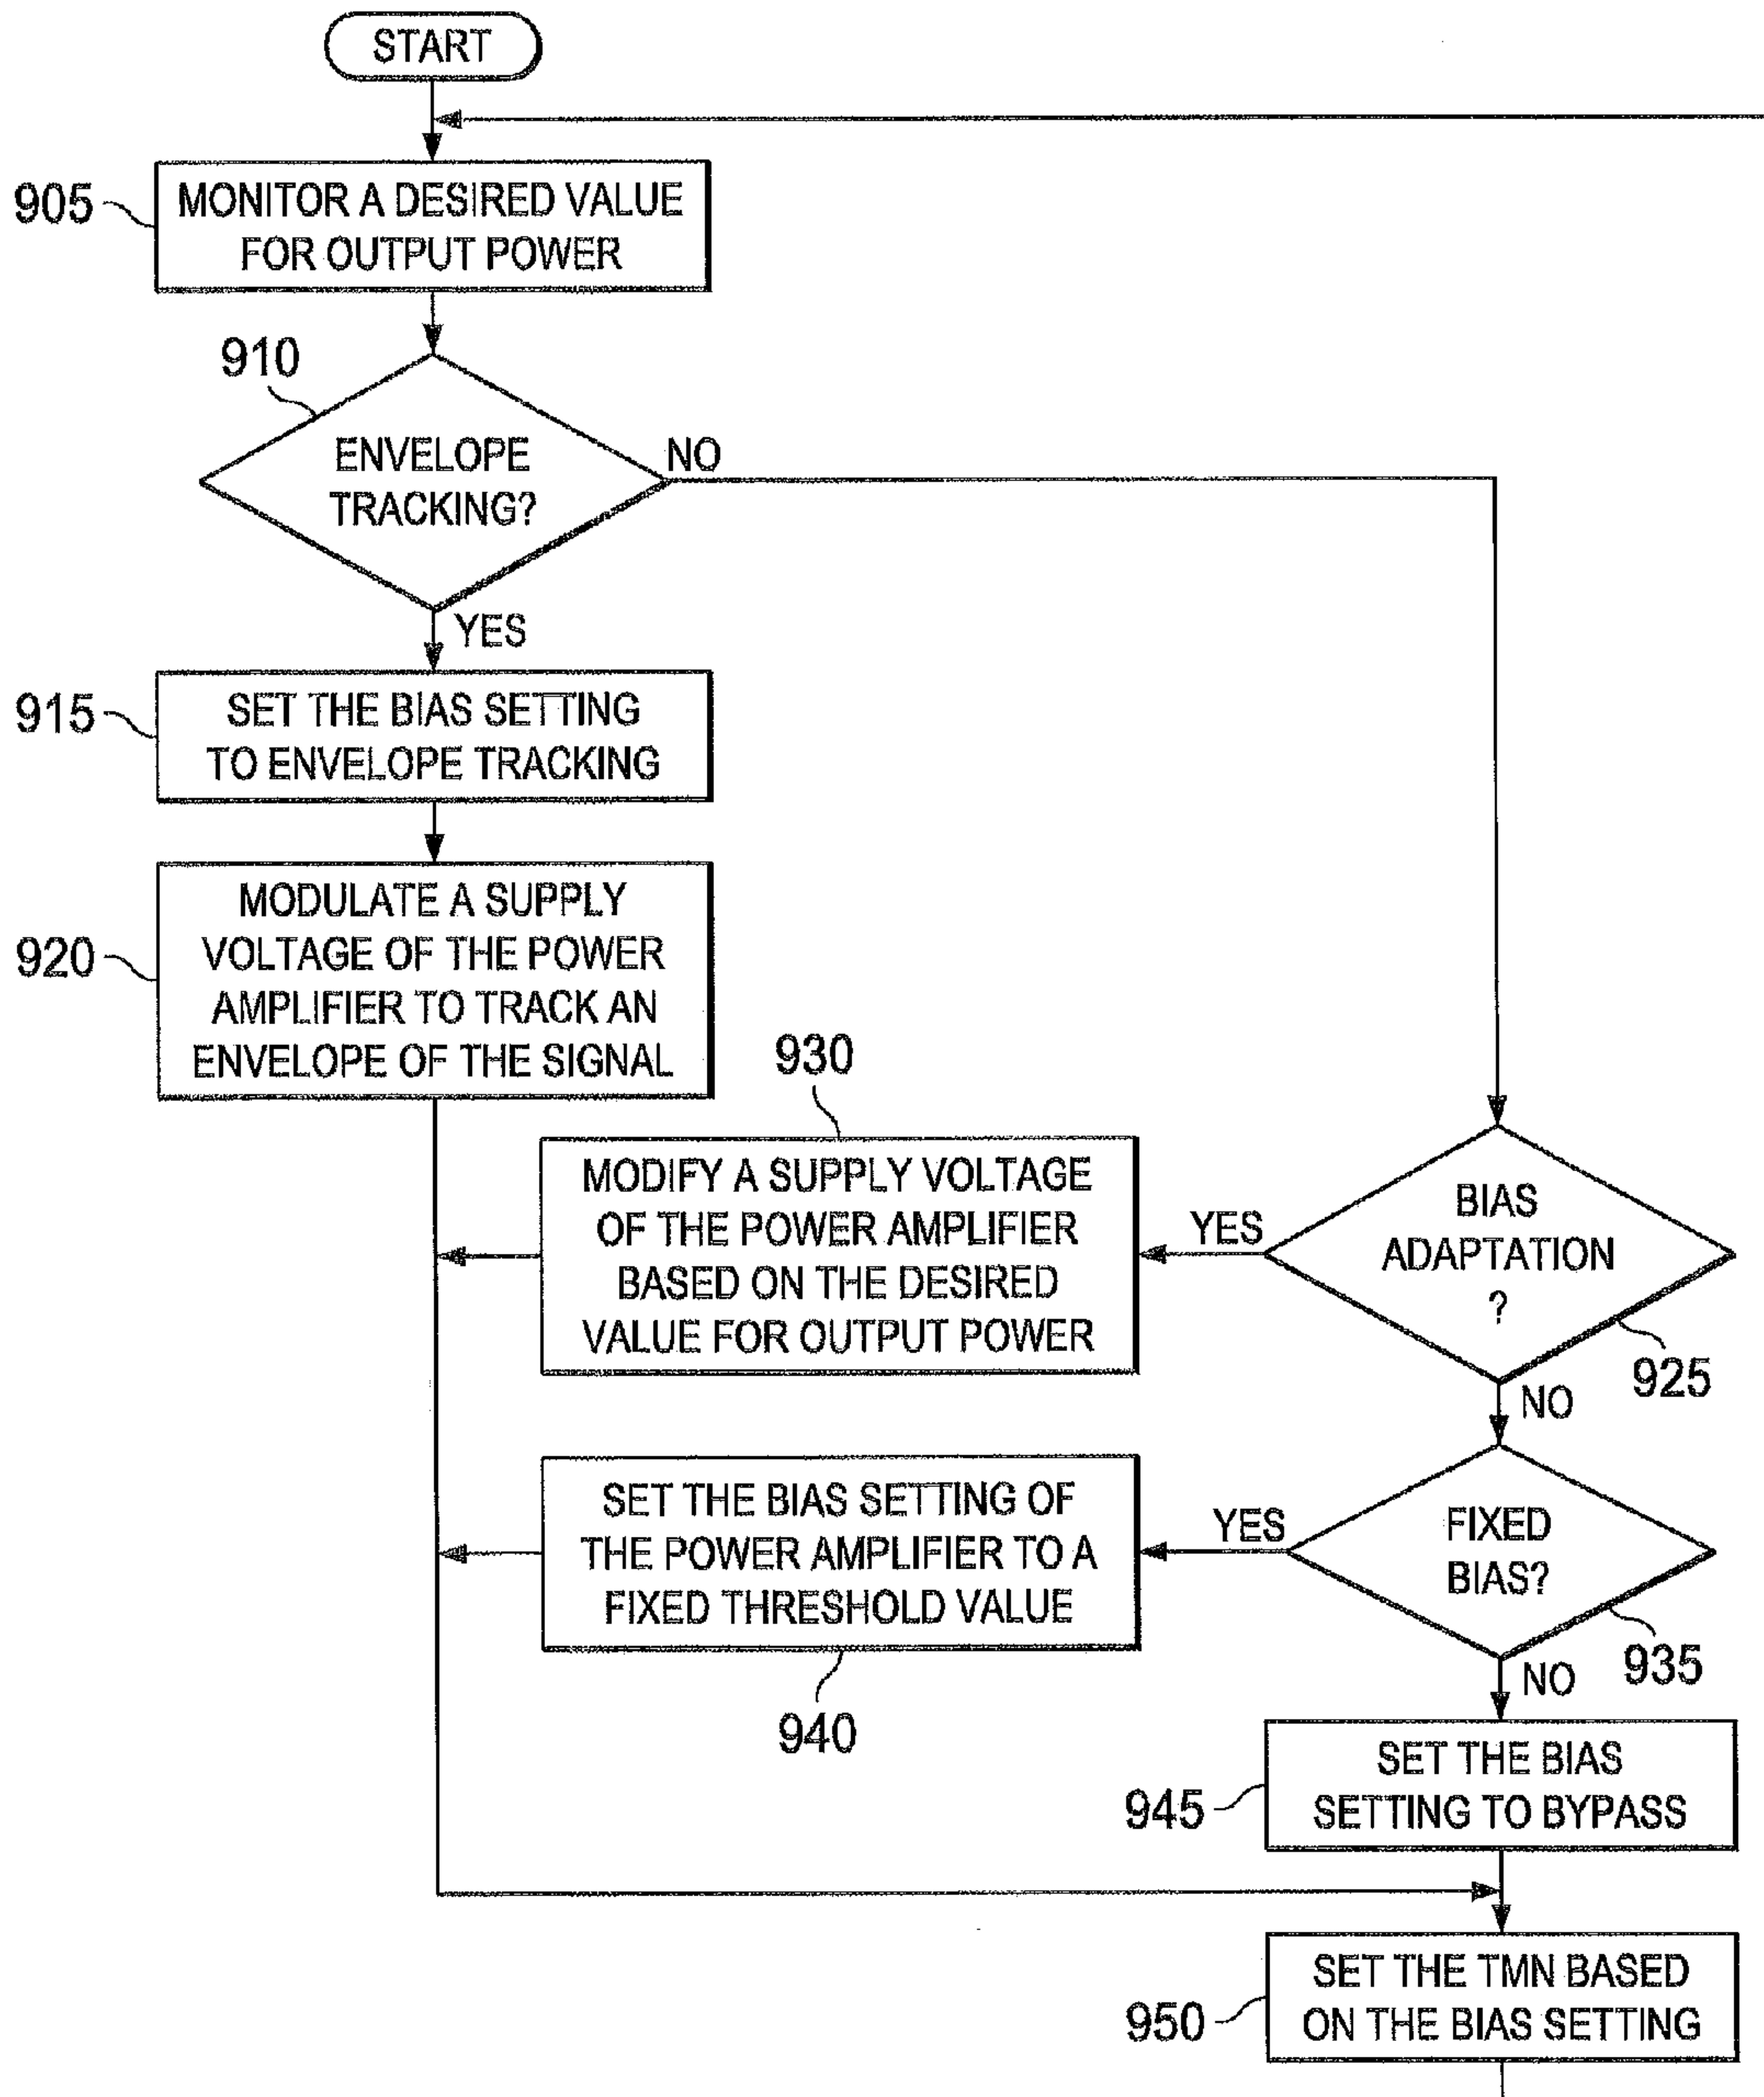 START
905
MONITOR A DESIRED VALUE
FOR OUTPUT POWER
910
ENVELOPE
TRACKING?
NO
YES
915
SET THE BIAS SETTING
TO ENVELOPE TRACKING
920
MODULATE A SUPPLY
VOLTAGE OF THE POWER
AMPLIFIER TO TRACK AN
ENVELOPE OF THE SIGNAL
930
MODIFY A SUPPLY VOLTAGE
OF THE POWER AMPLIFIER
BASED ON THE DESIRED
VALUE FOR OUTPUT POWER
YES
BIAS
ADAPTATION
?
925
NO
SET THE BIAS SETTING OF
THE POWER AMPLIFIER TO A
FIXED THRESHOLD VALUE
940
YES
FIXED
BIAS?
935
NO
945
SET THE BIAS
SETTING TO BYPASS
950
SET THE TMN BASED
ON THE BIAS SETTING